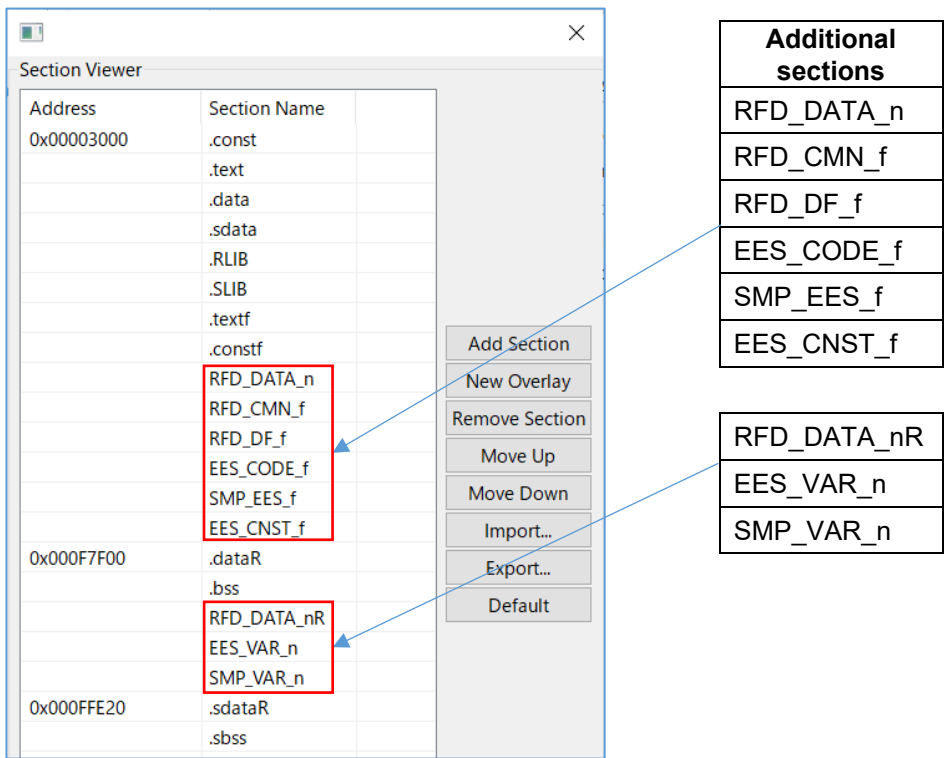 Section Viewer
Address Section Name
0x00003000 .const
.text
.data
.sdata
.RLIB
.SLIB
.textf
.constf
RFD_DATA_n
RFD_CMN_f
RFD_DF_f
EES_CODE_f
SMP_EES_f
EES_CNST_f
0x000F7F00 .dataR
.bss
RFD_DATA_nR
EES_VAR_n
SMP_VAR_n
0x000FFE20 .sdataR
.sbss
Add Section
New Overlay
Remove Section
Move Up
Move Down
Import...
Export...
Default
Additional
sections
RFD_DATA_n
RFD_CMN_f
RFD_DF_f
EES_CODE_f
SMP_EES_f
EES_CNST_f
RFD_DATA_nR
EES_VAR_n
SMP_VAR_n